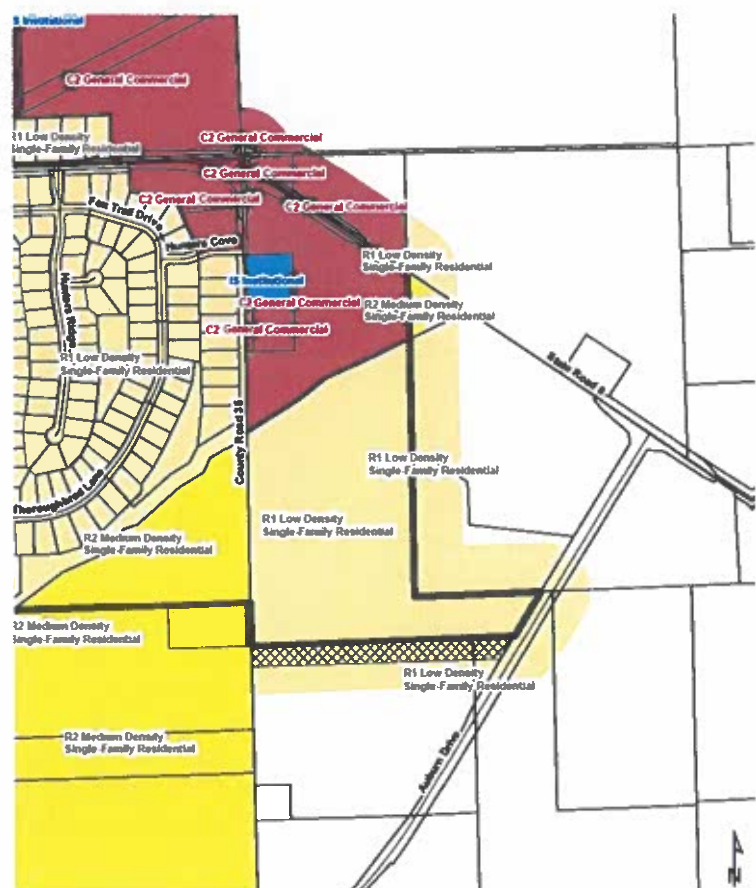 IS Institutional
C2 General Commercial
R1 Low Density
Single-Family Residential
C2 General Commercial
C2 General Commercial
C2 General Commercial
C2 General Commercial
Fox Trail Drive
Hunters Cove
R1 Low Density
Single-Family Residential
IS Institutional
C2 General Commercial
R2 Medium Density
Single-Family Residential
C2 General Commercial
Hunters Ridge
R1 Low Density
Single-Family Residential
State Road 8
County Road 35
R1 Low Density
Single-Family Residential
Thoroughbred Lane
R1 Low Density
Single-Family Residential
R2 Medium Density
Single-Family Residential
R2 Medium Density
Single-Family Residential
R1 Low Density
Single-Family Residential
R2 Medium Density
Single-Family Residential
Auburn Drive
N